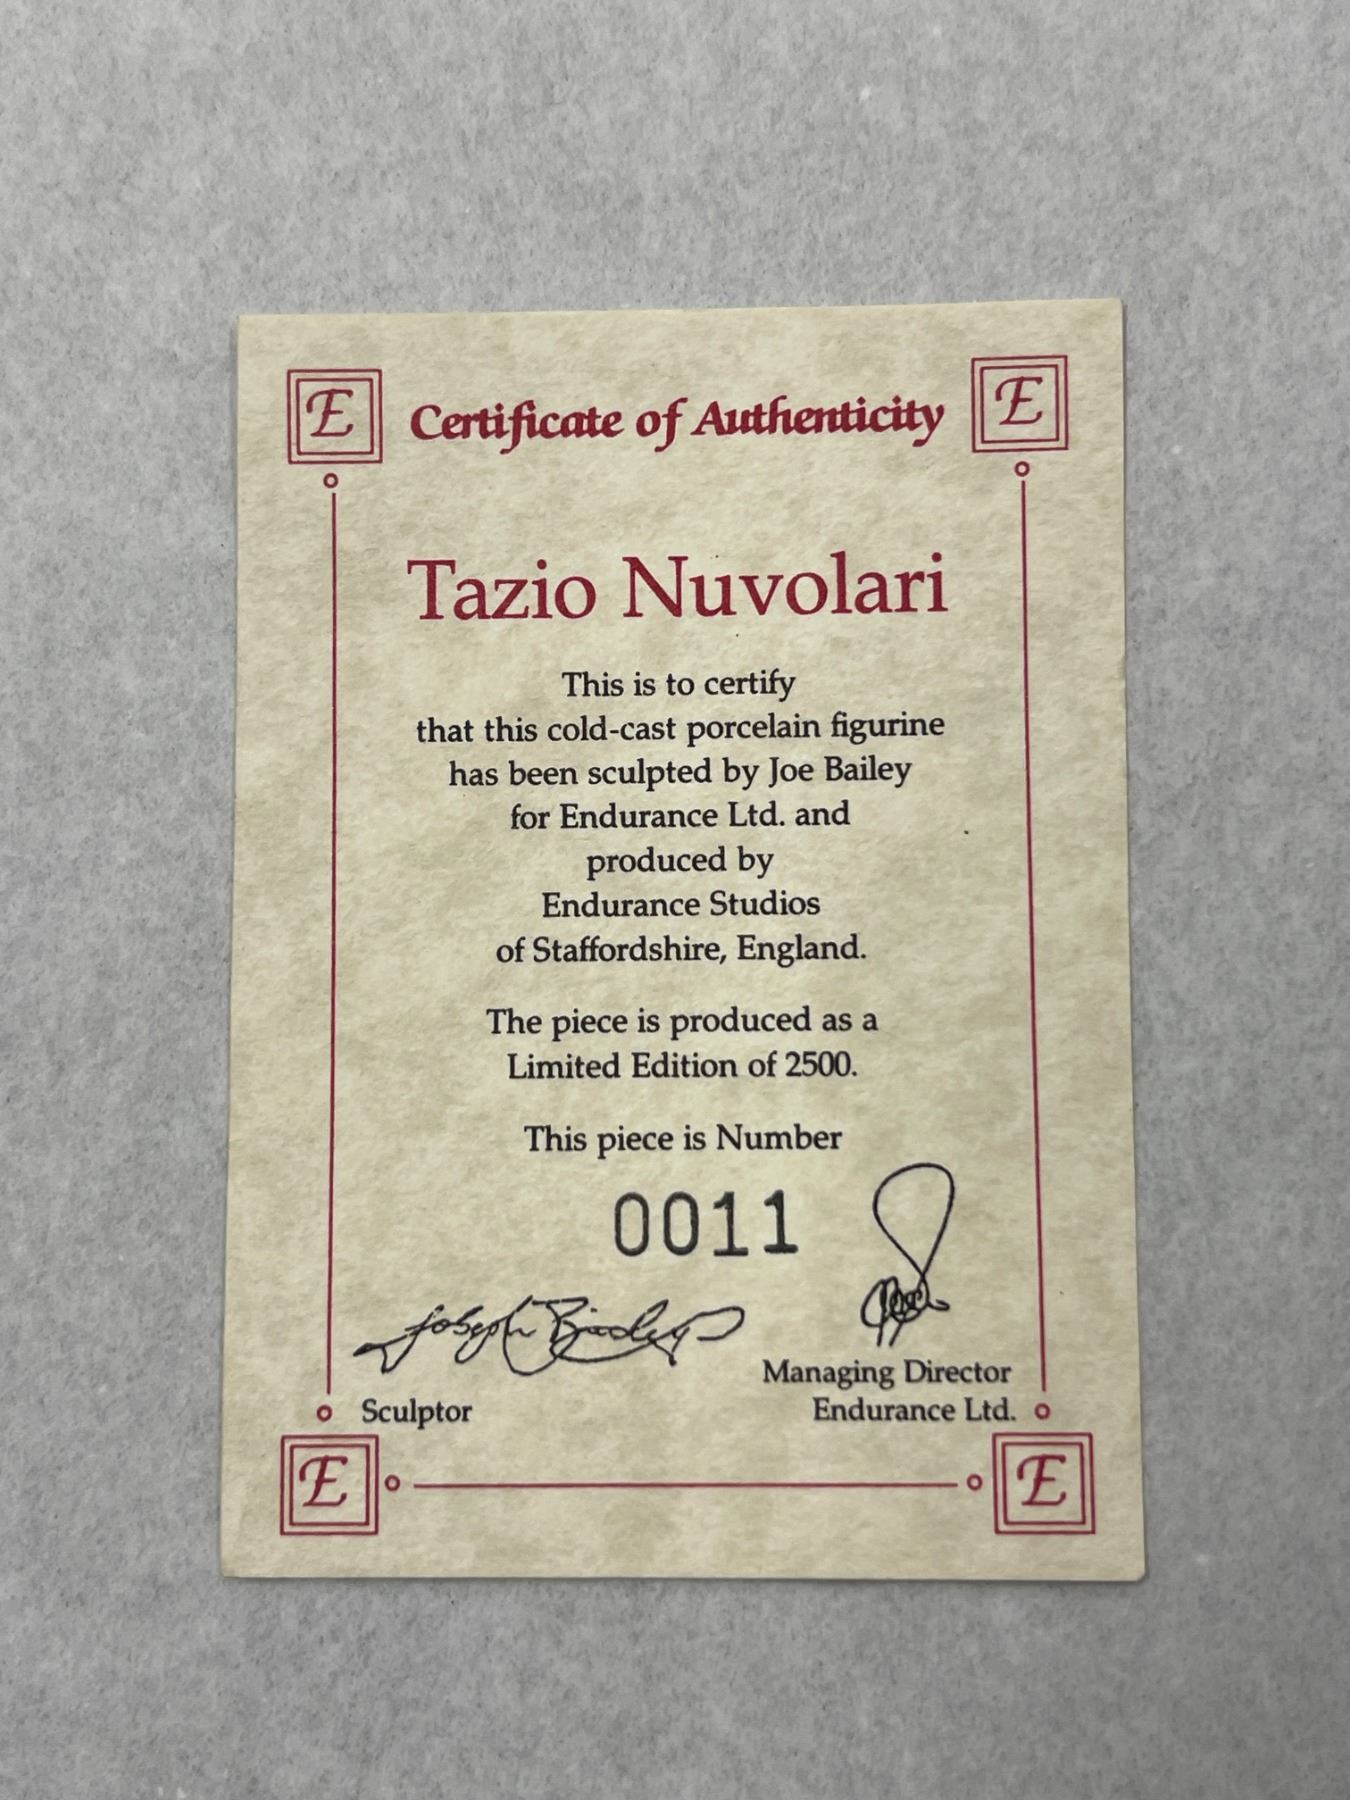 E Certificate of Authenticity E
Tazio Nuvolari
This is to certify
that this cold-cast porcelain figurine
has been sculpted by Joe Bailey
for Endurance Ltd. and
produced by
Endurance Studios
of Staffordshire, England.
The piece is produced as a
Limited Edition of 2500.
This piece is Number
0011
Joseph Bailey
Managing Director
Sculptor Endurance Ltd.
E E